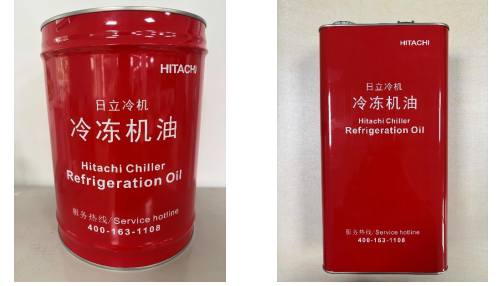 HITACHI
日立冷机
冷冻机油
Hitachi Chiller
Refrigeration Oil
服务热线/Service hotline
400-163-1108
HITACHI
日立冷机
冷冻机油
Hitachi Chiller
Refrigeration Oil
服务热线/Service hotline
400-163-1108